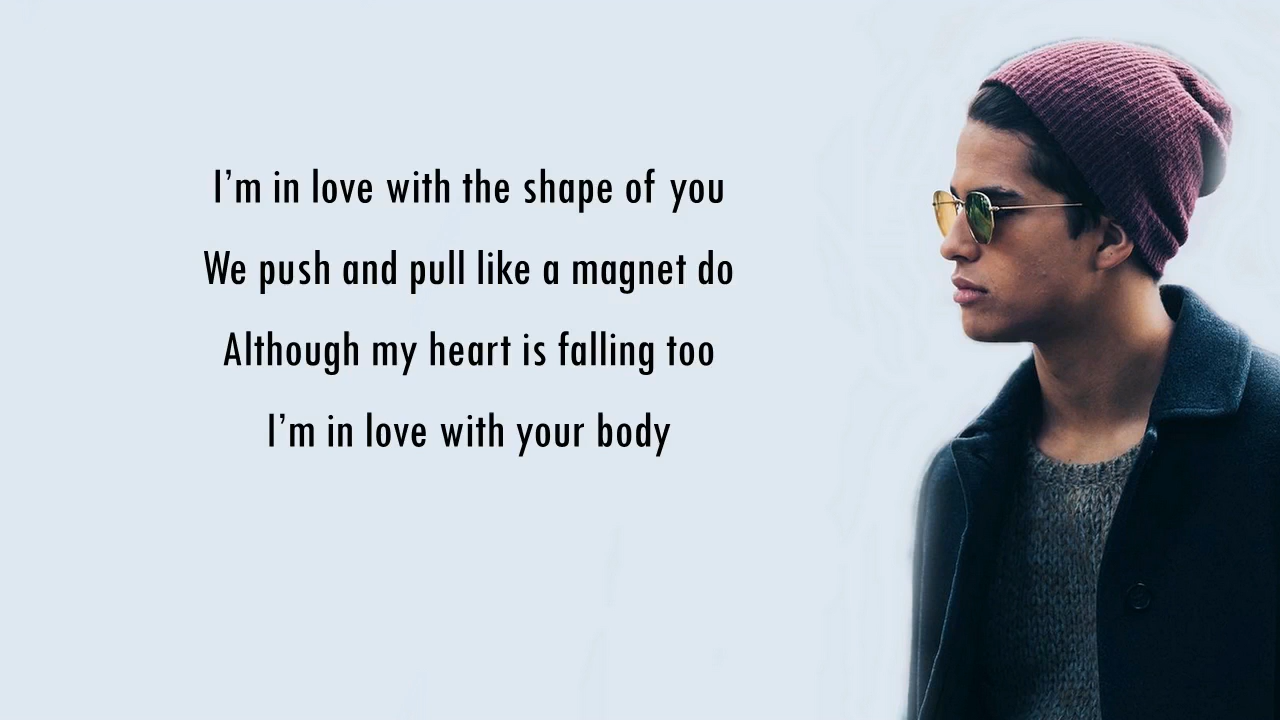 I'm in love with the shape of you
We push and pull like a magnet do
Although my heart is falling too
I'm in love with your body